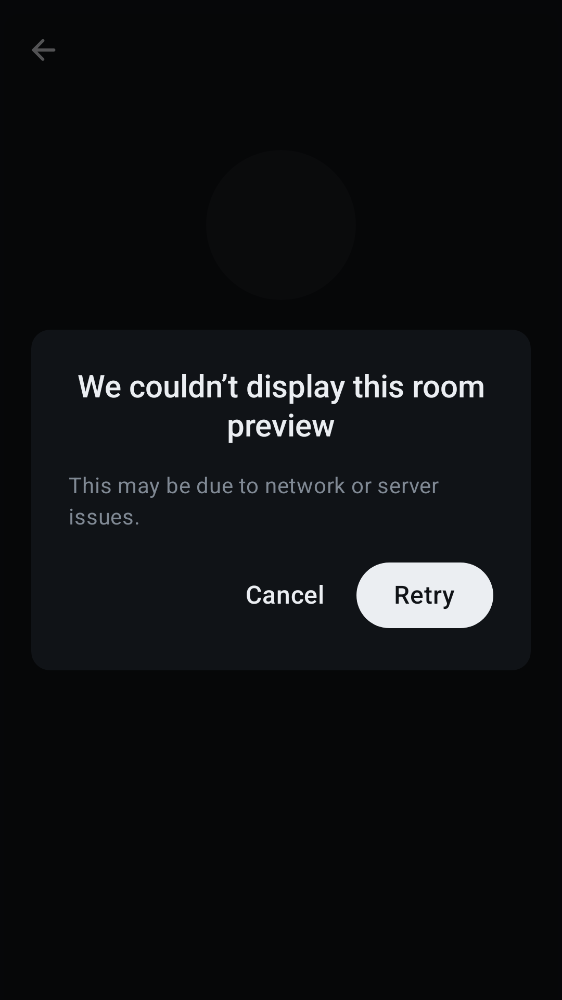 We couldn’t display this room
preview
This may be due to network or server
issues.
Cancel
Retry